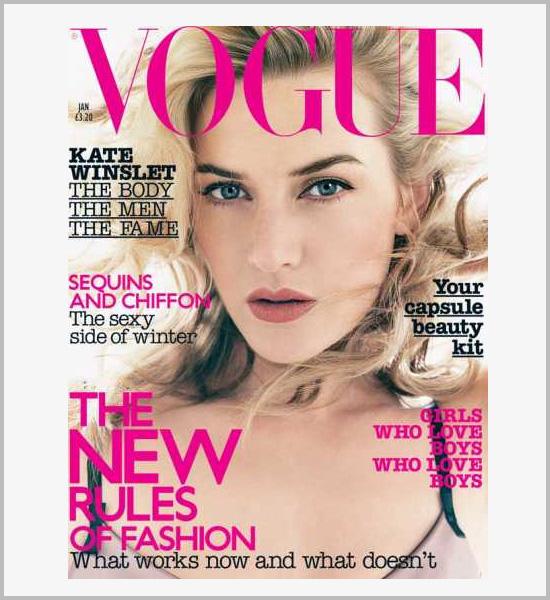 VOGUE
JAN
£3.20
KATE
WINSLET
THE BODY
THE MEN
THE FAME
SEQUINS
AND CHIFFON
The sexy
side of winter
Your
capsule
beauty
kit
THE
NEW
RULES
OF FASHION
What works now and what doesn't
GIRLS
WHO LOVE
BOYS
WHO LOVE
BOYS